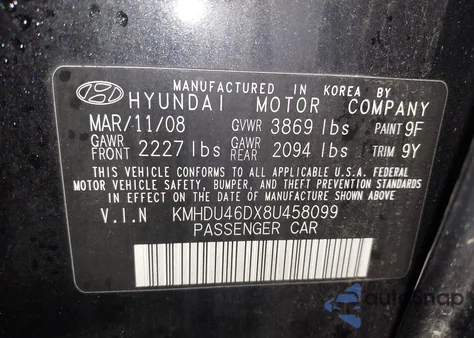 MANUFACTURED IN KOREA BY
HYUNDAI MOTOR COMPANY
MAR/11/08 GVWR 3869 lbs PAINT 9F
GAWR FRONT 2227 lbs GAWR REAR 2094 lbs TRIM 9Y
THIS VEHICLE CONFORMS TO ALL APPLICABLE U.S.A. FEDERAL
MOTOR VEHICLE SAFETY, BUMPER, AND THEFT PREVENTION STANDARDS
IN EFFECT ON THE DATE OF MANUFACTURE SHOWN ABOVE.
V.I.N KMHDU46DX8U458099
PASSENGER CAR
AutoSnap